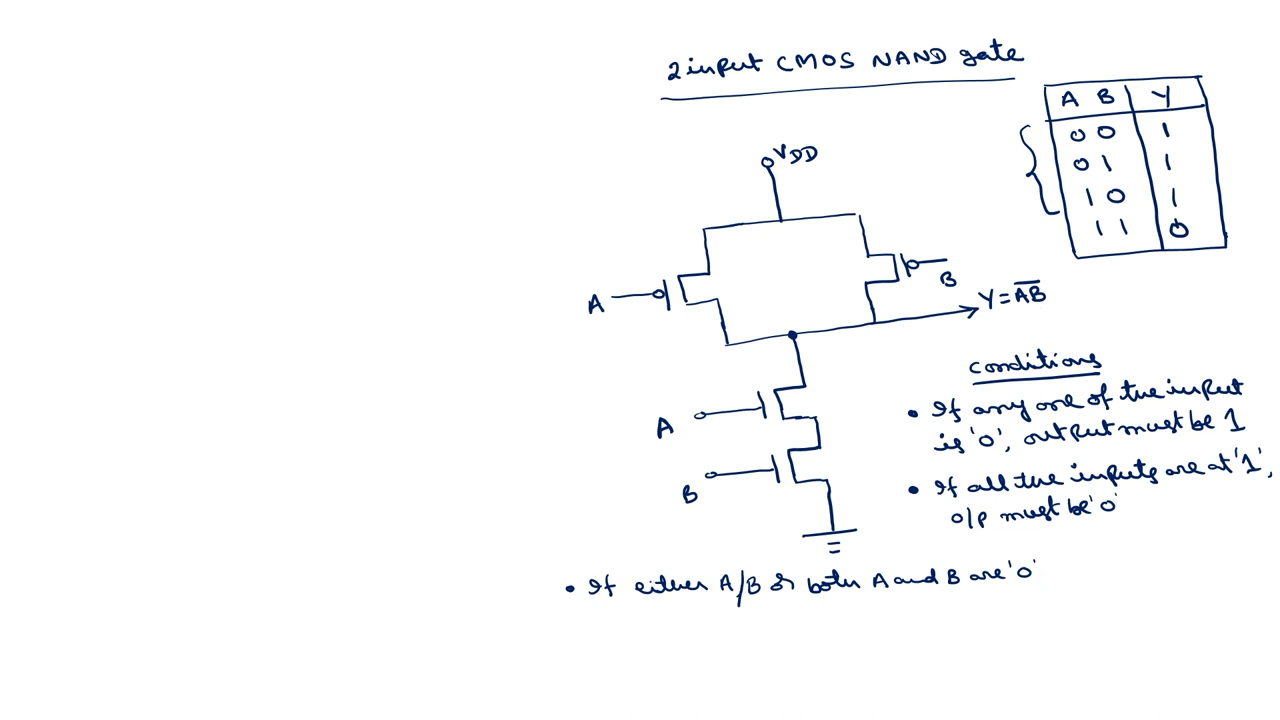 2 input CMOS NAND gate
A B Y
0 0 1
0 1 1
1 0 1
1 1 0
VDD
A
B
Y = A̅B̅
A
B
conditions
• If any one of the input
is '0', output must be 1
• If all the inputs are at '1',
o/p must be '0'
• If either A/B or both A and B are '0'